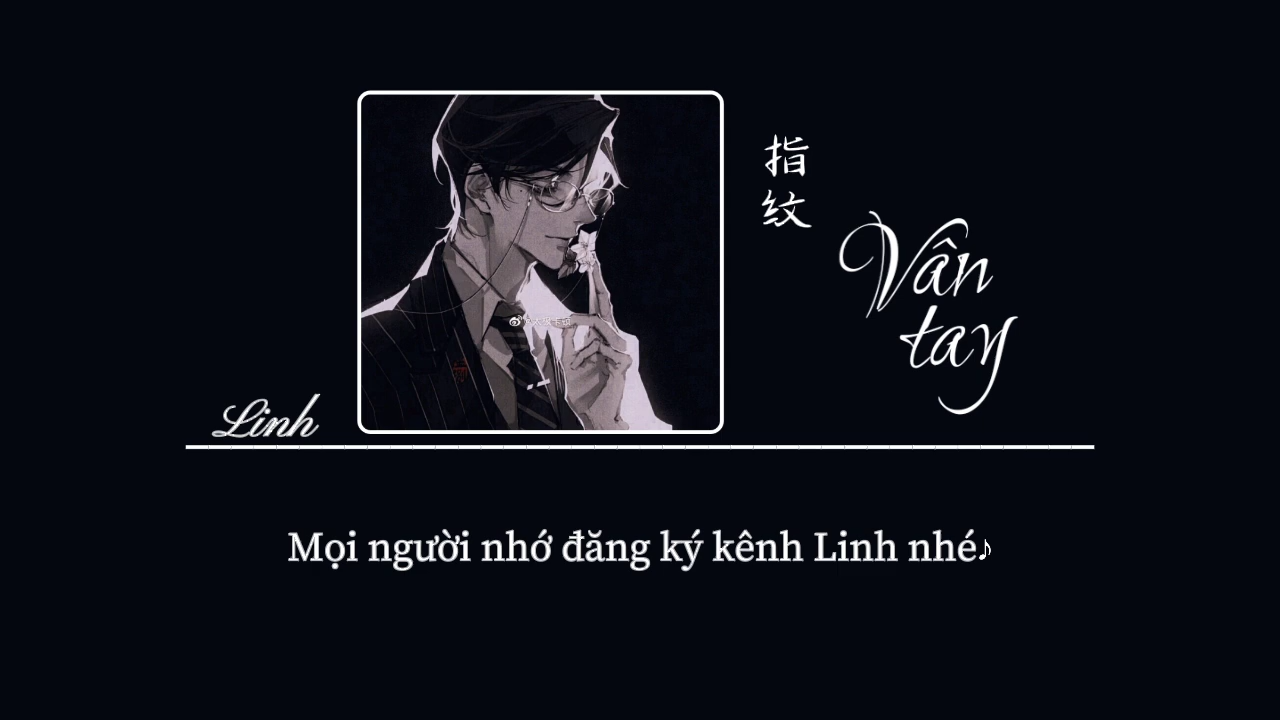 指
纹
Vân
tay
Linh
Mọi người nhớ đăng ký kênh Linh nhé♪